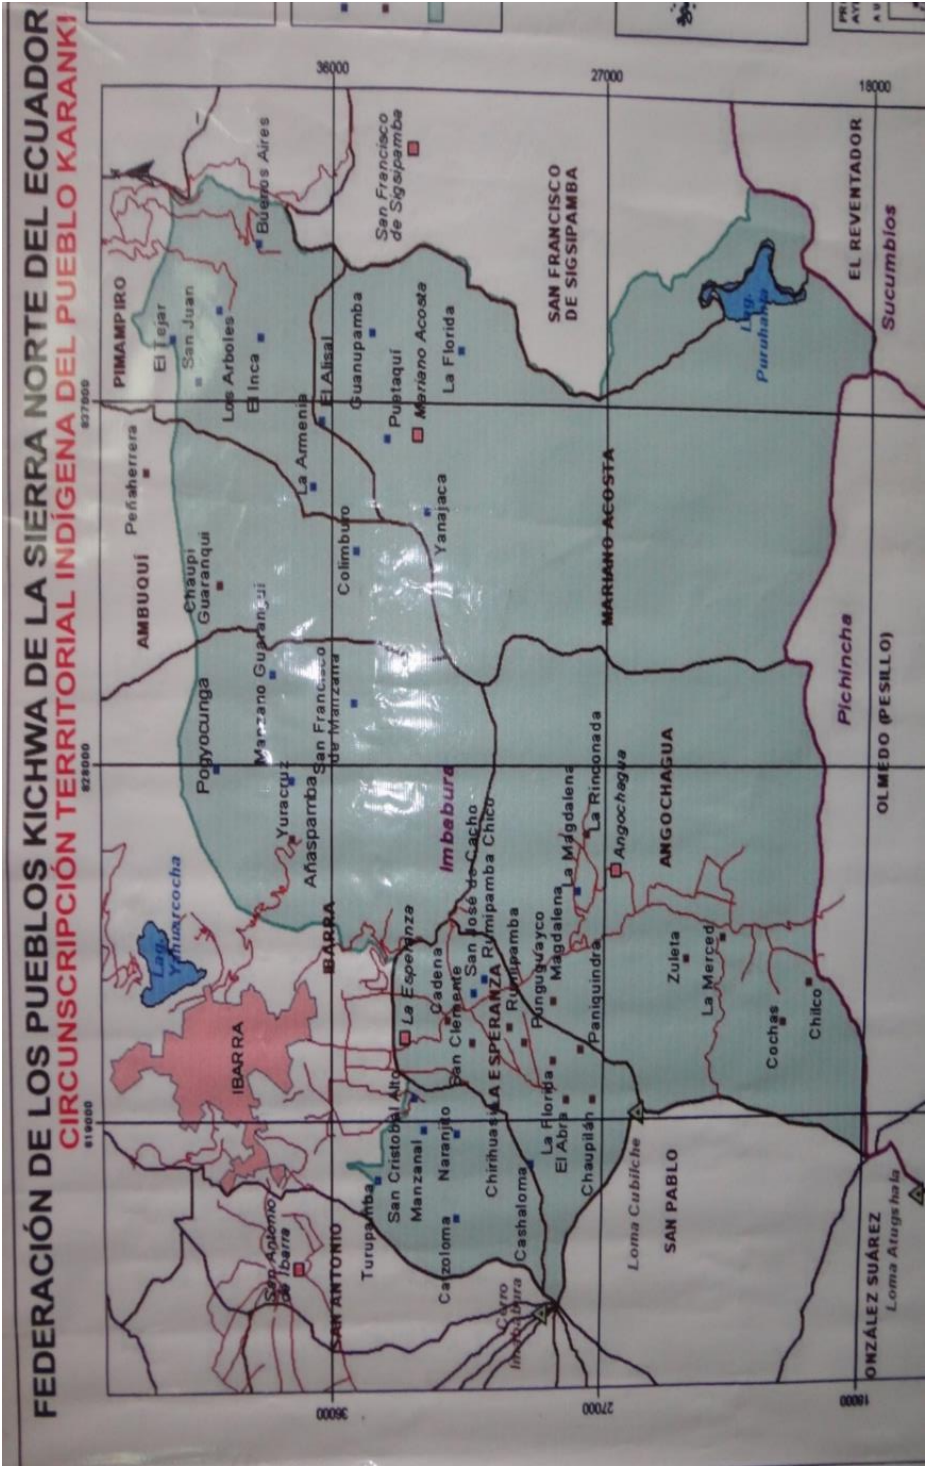 FEDERACIÓN DE LOS PUEBLOS KICHWA DE LA SIERRA NORTE DEL ECUADOR
CIRCUNSCRIPCIÓN TERRITORIAL INDÍGENA DEL PUEBLO KARANKI
819000
828000
837000
Lag.
Yahuarcocha
AMBUQUÍ
Peñaherrera
PIMAMPIRO
El Tejar
San Juan
Los Arboles
El Inca
Buenos Aires
Chaupi
Guaranqui
Pogyocunga
Manzano Guarangui
IBARRA
San Antonio
de Ibarra
Yuracruz
Añaspamba
San Francisco
de Manzana
La Armenia
El Alisal
36000
36000
SAN ANTONIO
IBARRA
Colimburo
Guanupamba
San Francisco
de Sigsipamba
Turupamba
San Cristobal Alto
La Esperanza
Puetaquí
Mariano Acosta
Manzanal
Naranjito
Cadena
San Clemente
Imbabura
Yanajaca
La Florida
Cazoloma
San José de Cacho
Rumipamba Chico
Chirihuasi
LA ESPERANZA
Rumipamba
Cerro
Imbabura
Cashaloma
Punguguayco
Magdalena
La Magdalena
La Florida
El Abra
Chaupilán
Paniquindra
La Rinconada
SAN FRANCISCO
DE SIGSIPAMBA
27000
27000
MARIANO ACOSTA
Angochagua
Loma Cubilche
SAN PABLO
ANGOCHAGUA
Zuleta
La Merced
Lag.
Puruhanta
Cochas
Chilco
Pichincha
EL REVENTADOR
Sucumbios
18000
18000
ONZÁLEZ SUÁREZ
Loma Atugshala
OLMEDO (PESILLO)